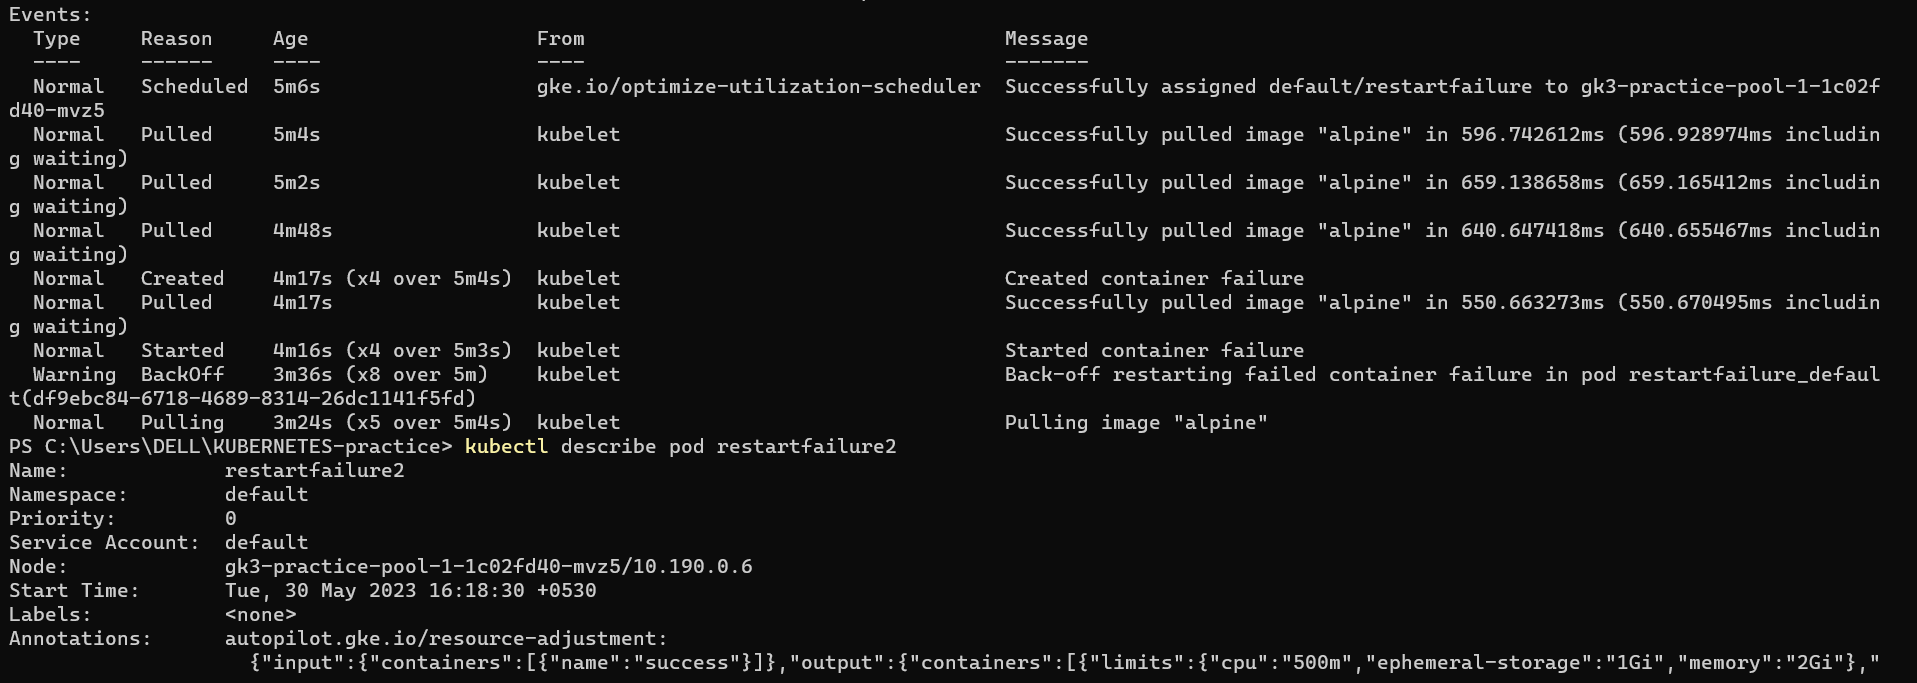 Events:
  Type     Reason     Age                  From                                   Message
  ----     ------     ----                 ----                                   -------
  Normal   Scheduled  5m6s                 gke.io/optimize-utilization-scheduler  Successfully assigned default/restartfailure to gk3-practice-pool-1-1c02f
d40-mvz5
  Normal   Pulled     5m4s                 kubelet                                Successfully pulled image "alpine" in 596.742612ms (596.928974ms includin
g waiting)
  Normal   Pulled     5m2s                 kubelet                                Successfully pulled image "alpine" in 659.138658ms (659.165412ms includin
g waiting)
  Normal   Pulled     4m48s                kubelet                                Successfully pulled image "alpine" in 640.647418ms (640.655467ms includin
g waiting)
  Normal   Created    4m17s (x4 over 5m4s)  kubelet                                Created container failure
  Normal   Pulled     4m17s                kubelet                                Successfully pulled image "alpine" in 550.663273ms (550.670495ms includin
g waiting)
  Normal   Started    4m16s (x4 over 5m3s)  kubelet                                Started container failure
  Warning  BackOff    3m36s (x8 over 5m)   kubelet                                Back-off restarting failed container failure in pod restartfailure_defaul
t(df9ebc84-6718-4689-8314-26dc1141f5fd)
  Normal   Pulling    3m24s (x5 over 5m4s)  kubelet                                Pulling image "alpine"
PS C:\Users\DELL\KUBERNETES-practice> kubectl describe pod restartfailure2
Name:             restartfailure2
Namespace:        default
Priority:         0
Service Account:  default
Node:             gk3-practice-pool-1-1c02fd40-mvz5/10.190.0.6
Start Time:       Tue, 30 May 2023 16:18:30 +0530
Labels:           <none>
Annotations:      autopilot.gke.io/resource-adjustment:
                    {"input":{"containers":[{"name":"success"}]},"output":{"containers":[{"limits":{"cpu":"500m","ephemeral-storage":"1Gi","memory":"2Gi"},"